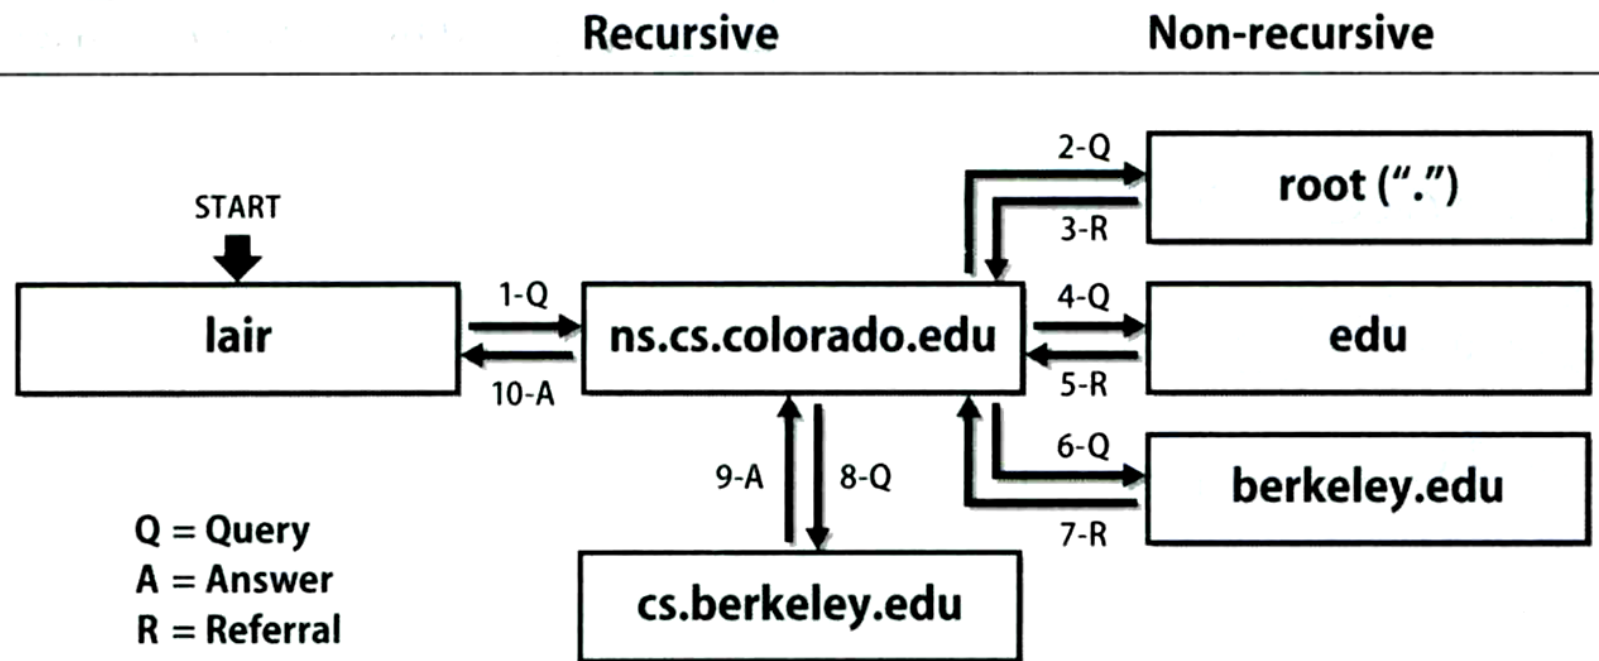 Recursive
Non-recursive
START
2-Q
root (“.”)
3-R
lair
1-Q
10-A
ns.cs.colorado.edu
4-Q
edu
5-R
9-A
8-Q
6-Q
berkeley.edu
7-R
cs.berkeley.edu
Q = Query
A = Answer
R = Referral